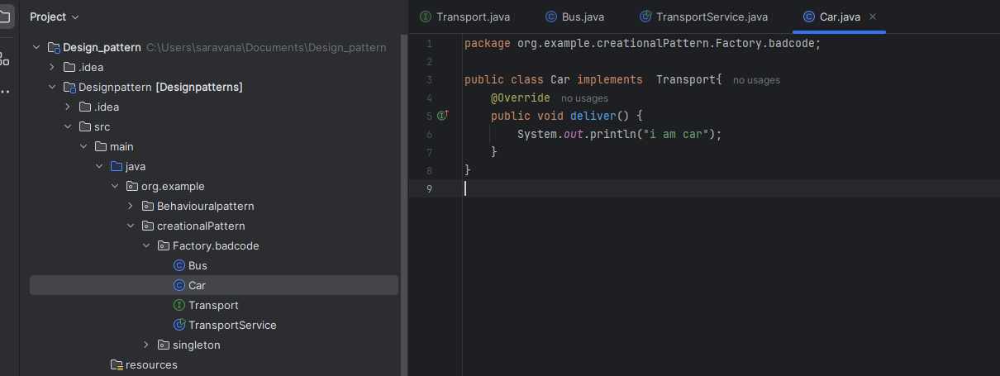 Project
Design_pattern C:\Users\saravana\Documents\Design_pattern
.idea
Designpattern [Designpatterns]
.idea
src
main
java
org.example
Behaviouralpattern
creationalPattern
Factory.badcode
Bus
Car
Transport
TransportService
singleton
resources
Transport.java Bus.java TransportService.java Car.java
1 package org.example.creationalPattern.Factory.badcode;
2
3 public class Car implements  Transport{ no usages
4     @Override no usages
5     public void deliver() {
6         System.out.println("i am car");
7     }
8 }
9